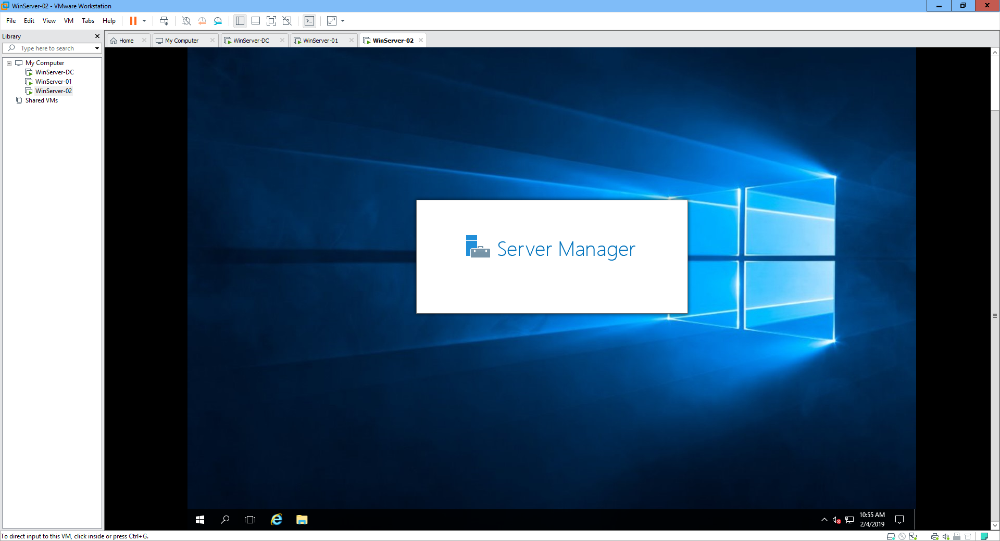 WinServer-02 - VMware Workstation
File Edit View VM Tabs Help
Library
Home
My Computer
WinServer-DC
WinServer-01
WinServer-02
Type here to search
My Computer
WinServer-DC
WinServer-01
WinServer-02
Shared VMs
Server Manager
10:55 AM
2/4/2019
To direct input to this VM, click inside or press Ctrl+G.